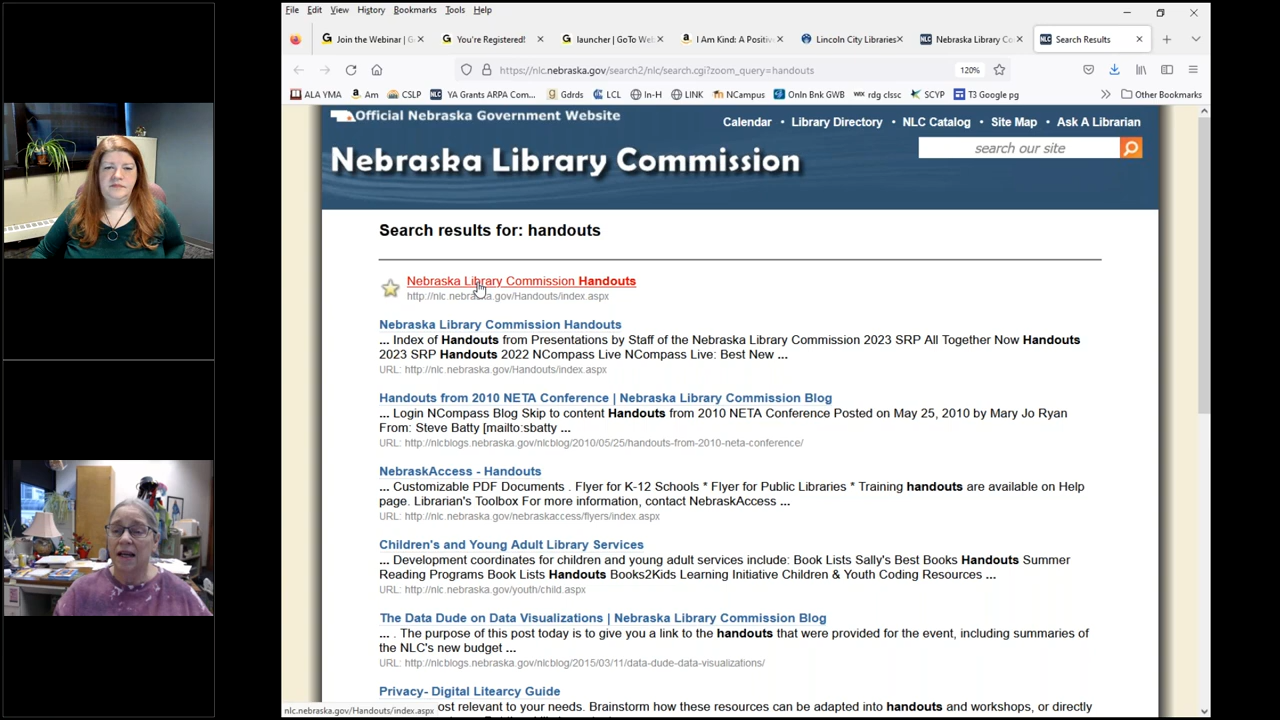 File Edit View History Bookmarks Tools Help
Join the Webinar | G
You're Registered!
launcher | GoTo We
I Am Kind: A Positiv
Lincoln City Libraries
Nebraska Library Co
Search Results
https://nlc.nebraska.gov/search2/nlc/search.cgi?zoom_query=handouts
120%
ALA YMA Am CSLP YA Grants ARPA Com... Gdrds LCL In-H LINK NCampus Onln Bnk GWB rdg clssc SCYP T3 Google pg Other Bookmarks
Official Nebraska Government Website
Calendar • Library Directory • NLC Catalog • Site Map • Ask A Librarian
Nebraska Library Commission
search our site
Search results for: handouts
Nebraska Library Commission Handouts
http://nlc.nebraska.gov/Handouts/index.aspx
Nebraska Library Commission Handouts
... Index of Handouts from Presentations by Staff of the Nebraska Library Commission 2023 SRP All Together Now Handouts
2023 SRP Handouts 2022 NCompass Live NCompass Live: Best New ...
URL: http://nlc.nebraska.gov/Handouts/index.aspx
Handouts from 2010 NETA Conference | Nebraska Library Commission Blog
... Login NCompass Blog Skip to content Handouts from 2010 NETA Conference Posted on May 25, 2010 by Mary Jo Ryan
From: Steve Batty [mailto:sbatty ...
URL: http://nlcblogs.nebraska.gov/nlcblog/2010/05/25/handouts-from-2010-neta-conference/
NebraskAccess - Handouts
... Customizable PDF Documents . Flyer for K-12 Schools * Flyer for Public Libraries * Training handouts are available on Help
page. Librarian's Toolbox For more information, contact NebraskAccess ...
URL: http://nlc.nebraska.gov/nebraskaccess/flyers/index.aspx
Children's and Young Adult Library Services
... Development coordinates for children and young adult services include: Book Lists Sally's Best Books Handouts Summer
Reading Programs Book Lists Handouts Books2Kids Learning Initiative Children & Youth Coding Resources ...
URL: http://nlc.nebraska.gov/youth/child.aspx
The Data Dude on Data Visualizations | Nebraska Library Commission Blog
... . The purpose of this post today is to give you a link to the handouts that were provided for the event, including summaries of
the NLC's new budget ...
URL: http://nlcblogs.nebraska.gov/nlcblog/2015/03/11/data-dude-data-visualizations/
Privacy- Digital Litearcy Guide
ost relevant to your needs. Brainstorm how these resources can be adapted into handouts and workshops, or directly
nlc.nebraska.gov/Handouts/index.aspx